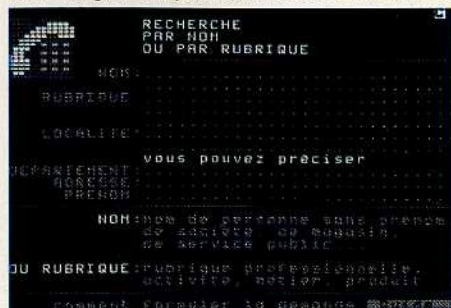 RECHERCHE
PAR NOM
OU PAR RUBRIQUE
NOM:
RUBRIQUE
LOCALITE:
vous pouvez préciser
DEPARTEMENT:
ADRESSE
PRENOM
NOM:nom de personne sans prénom
de société, de magasin,
de service public
OU RUBRIQUE:rubrique professionnelle,
activité, métier, produit
comment formuler la demande